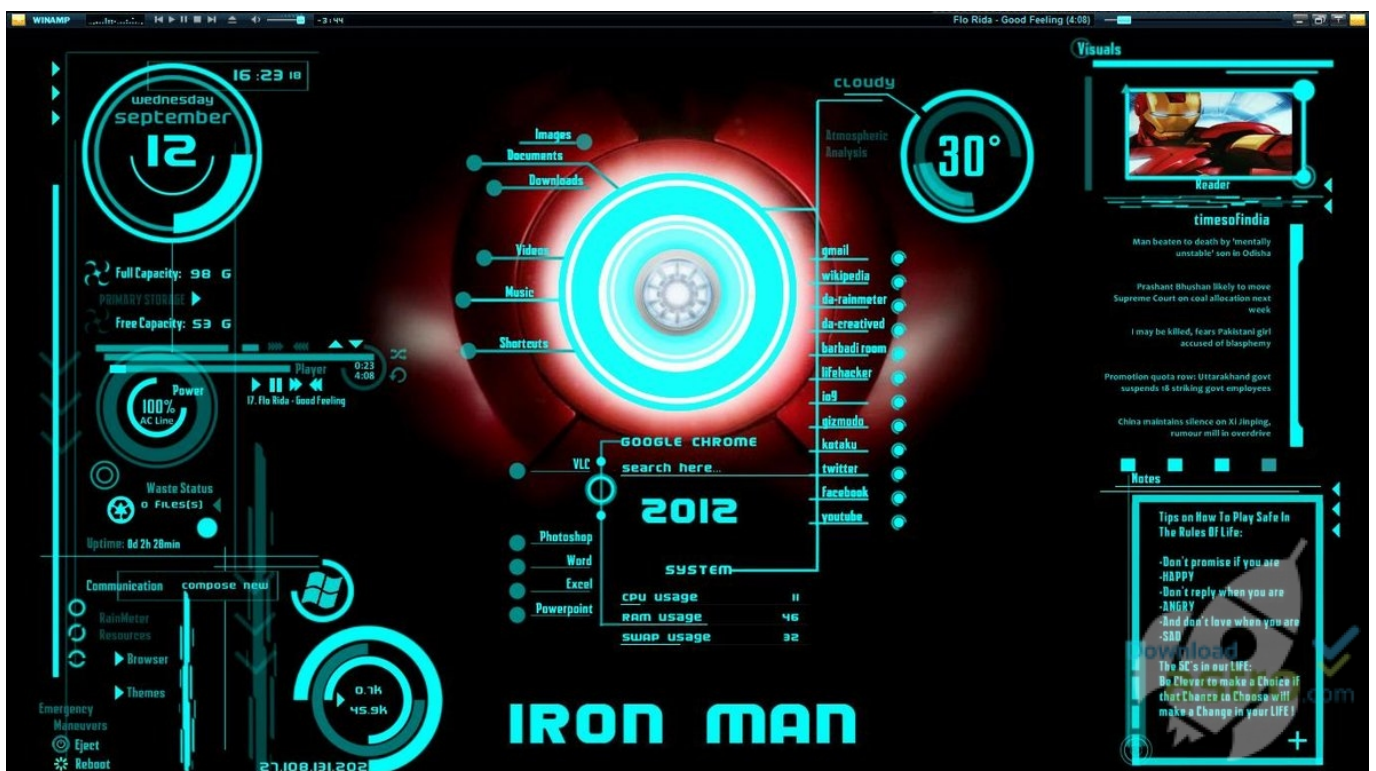 WINAMP
-3:44
Flo Rida - Good Feeling (4:08)
16 :23 18
wednesday
september
12
Full Capacity: 98 G
PRIMARY STORAGE
Free Capacity: 53 G
Player
0:23
4:08
17. Flo Rida - Good Feeling
Power
100%
AC Line
Waste Status
0 FILES(S)
Uptime: 0d 2h 28min
Communication
compose new
RainMeter
Resources
Browser
Themes
Emergency
Maneuvers
Eject
Reboot
0.7k
45.9k
27.108.131.202
Images
Documents
Downloads
Videos
Music
Shortcuts
VLC
Photoshop
Word
Excel
Powerpoint
GOOGLE CHROME
search here...
2012
SYSTEM
CPU USAGE 11
RAM USAGE 46
SWAP USAGE 32
IRON MAN
CLOUDY
Atmospheric
Analysis
30°
gmail
wikipedia
da-rainmeter
da-creatived
barbadi room
lifehacker
io9
gizmodo
kotaku
twitter
Facebook
youtube
Visuals
Reader
timesofindia
Man beaten to death by 'mentally
unstable' son in Odisha
Prashant Bhushan likely to move
Supreme Court on coal allocation next
week
I may be killed, fears Pakistani girl
accused of blasphemy
Promotion quota row: Uttarakhand govt
suspends 18 striking govt employees
China maintains silence on Xi Jinping,
rumour mill in overdrive
Notes
Tips on How To Play Safe In
The Rules Of Life:
-Don't promise if you are
-HAPPY
-Don't reply when you are
-ANGRY
-And don't love when you are
-SAD
Download
The 5C's in our LIFE:
Be Clever to make a Choice if
that Chance to Choose will
.com
make a Change in your LIFE !